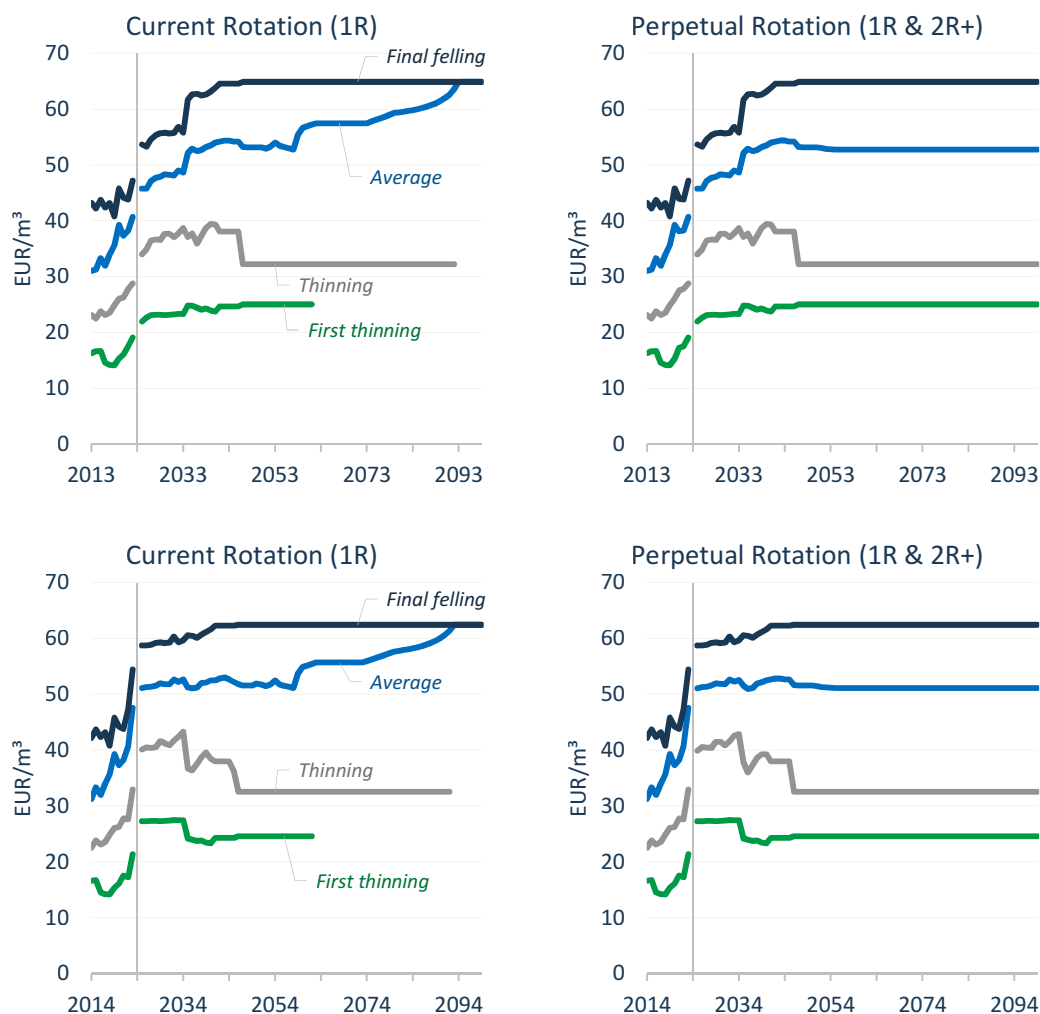 Current Rotation (1R)
Perpetual Rotation (1R & 2R+)
70
60
50
40
30
20
10
0
EUR/m³
Final felling
Average
Thinning
First thinning
2013 2033 2053 2073 2093
70
60
50
40
30
20
10
0
EUR/m³
2013 2033 2053 2073 2093
Current Rotation (1R)
Perpetual Rotation (1R & 2R+)
70
60
50
40
30
20
10
0
EUR/m³
Final felling
Average
Thinning
First thinning
2014 2034 2054 2074 2094
70
60
50
40
30
20
10
0
EUR/m³
2014 2034 2054 2074 2094